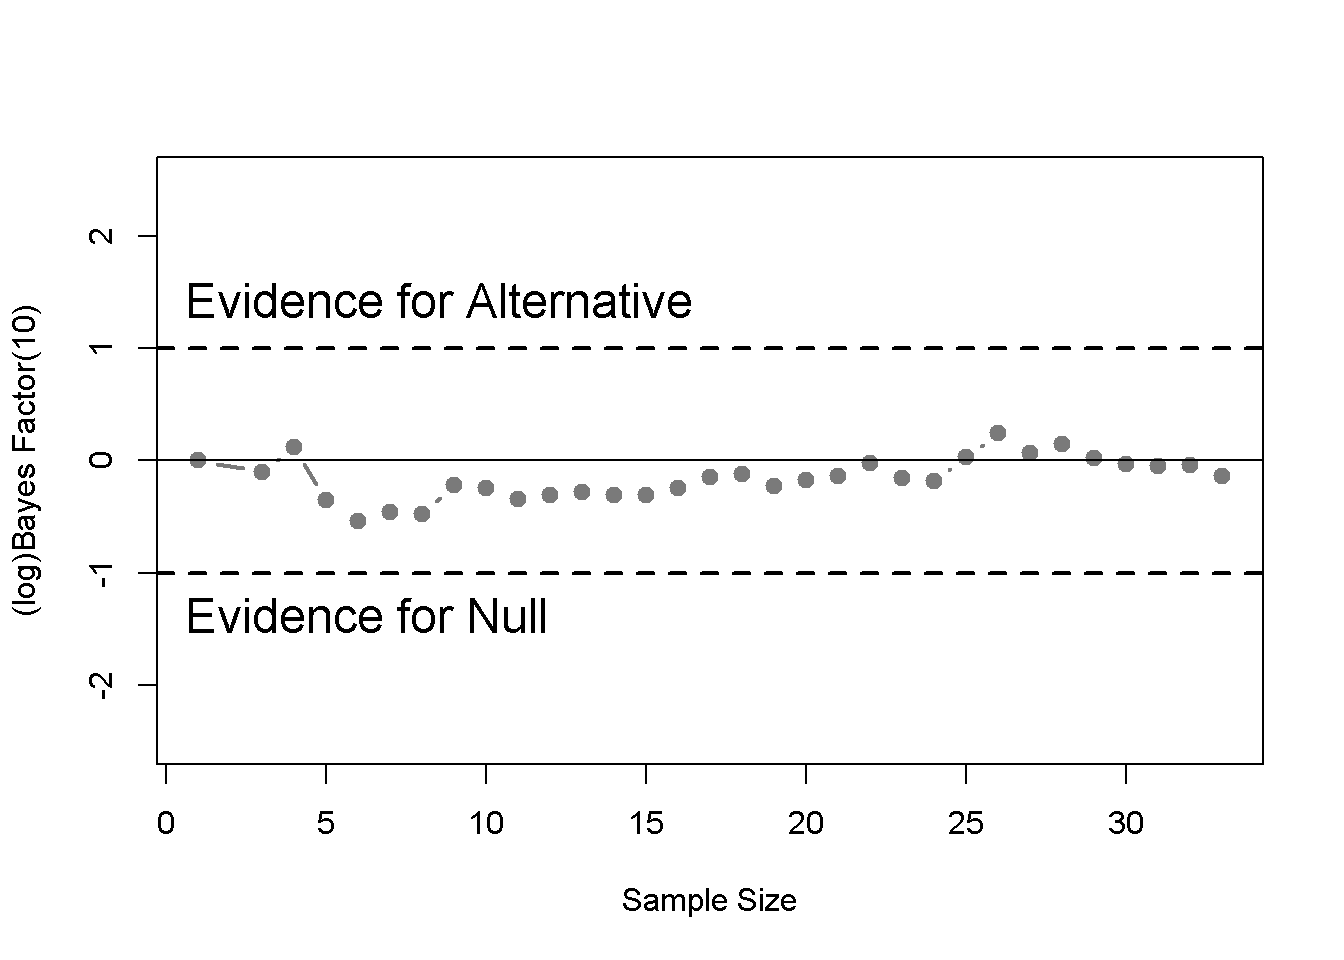 2
Evidence for Alternative
1
(log)Bayes Factor(10)
0
-1
Evidence for Null
-2
0 5 10 15 20 25 30
Sample Size